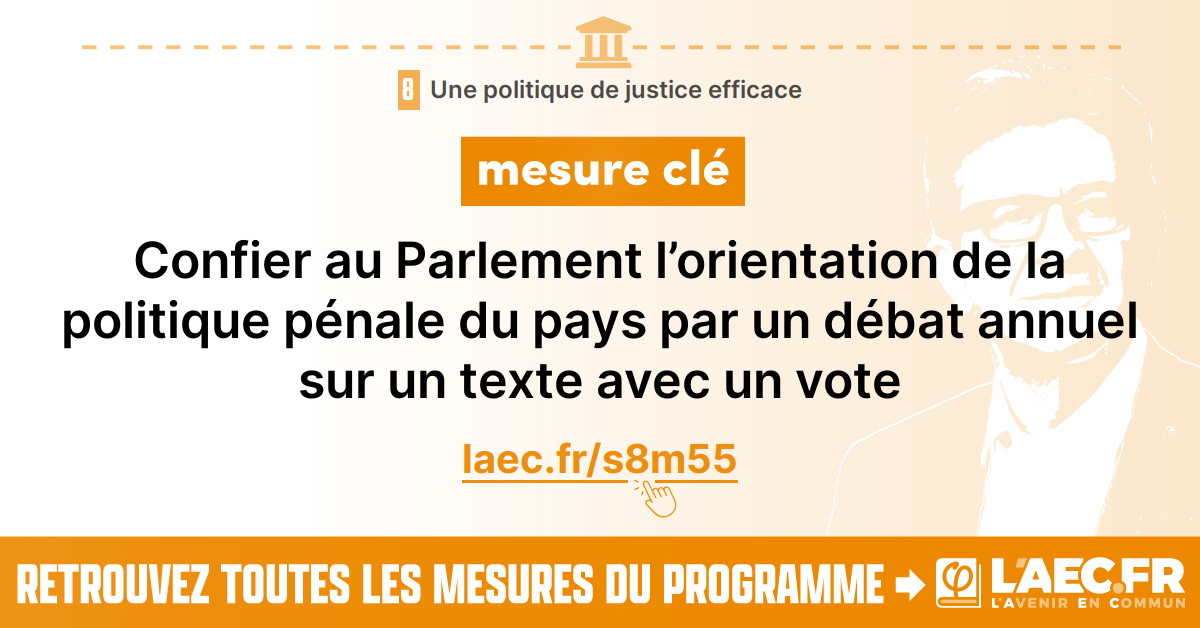 8 Une politique de justice efficace
mesure clé
Confier au Parlement l’orientation de la
politique pénale du pays par un débat annuel
sur un texte avec un vote
laec.fr/s8m55
RETROUVEZ TOUTES LES MESURES DU PROGRAMME
φ L'AEC.FR
L'AVENIR EN COMMUN